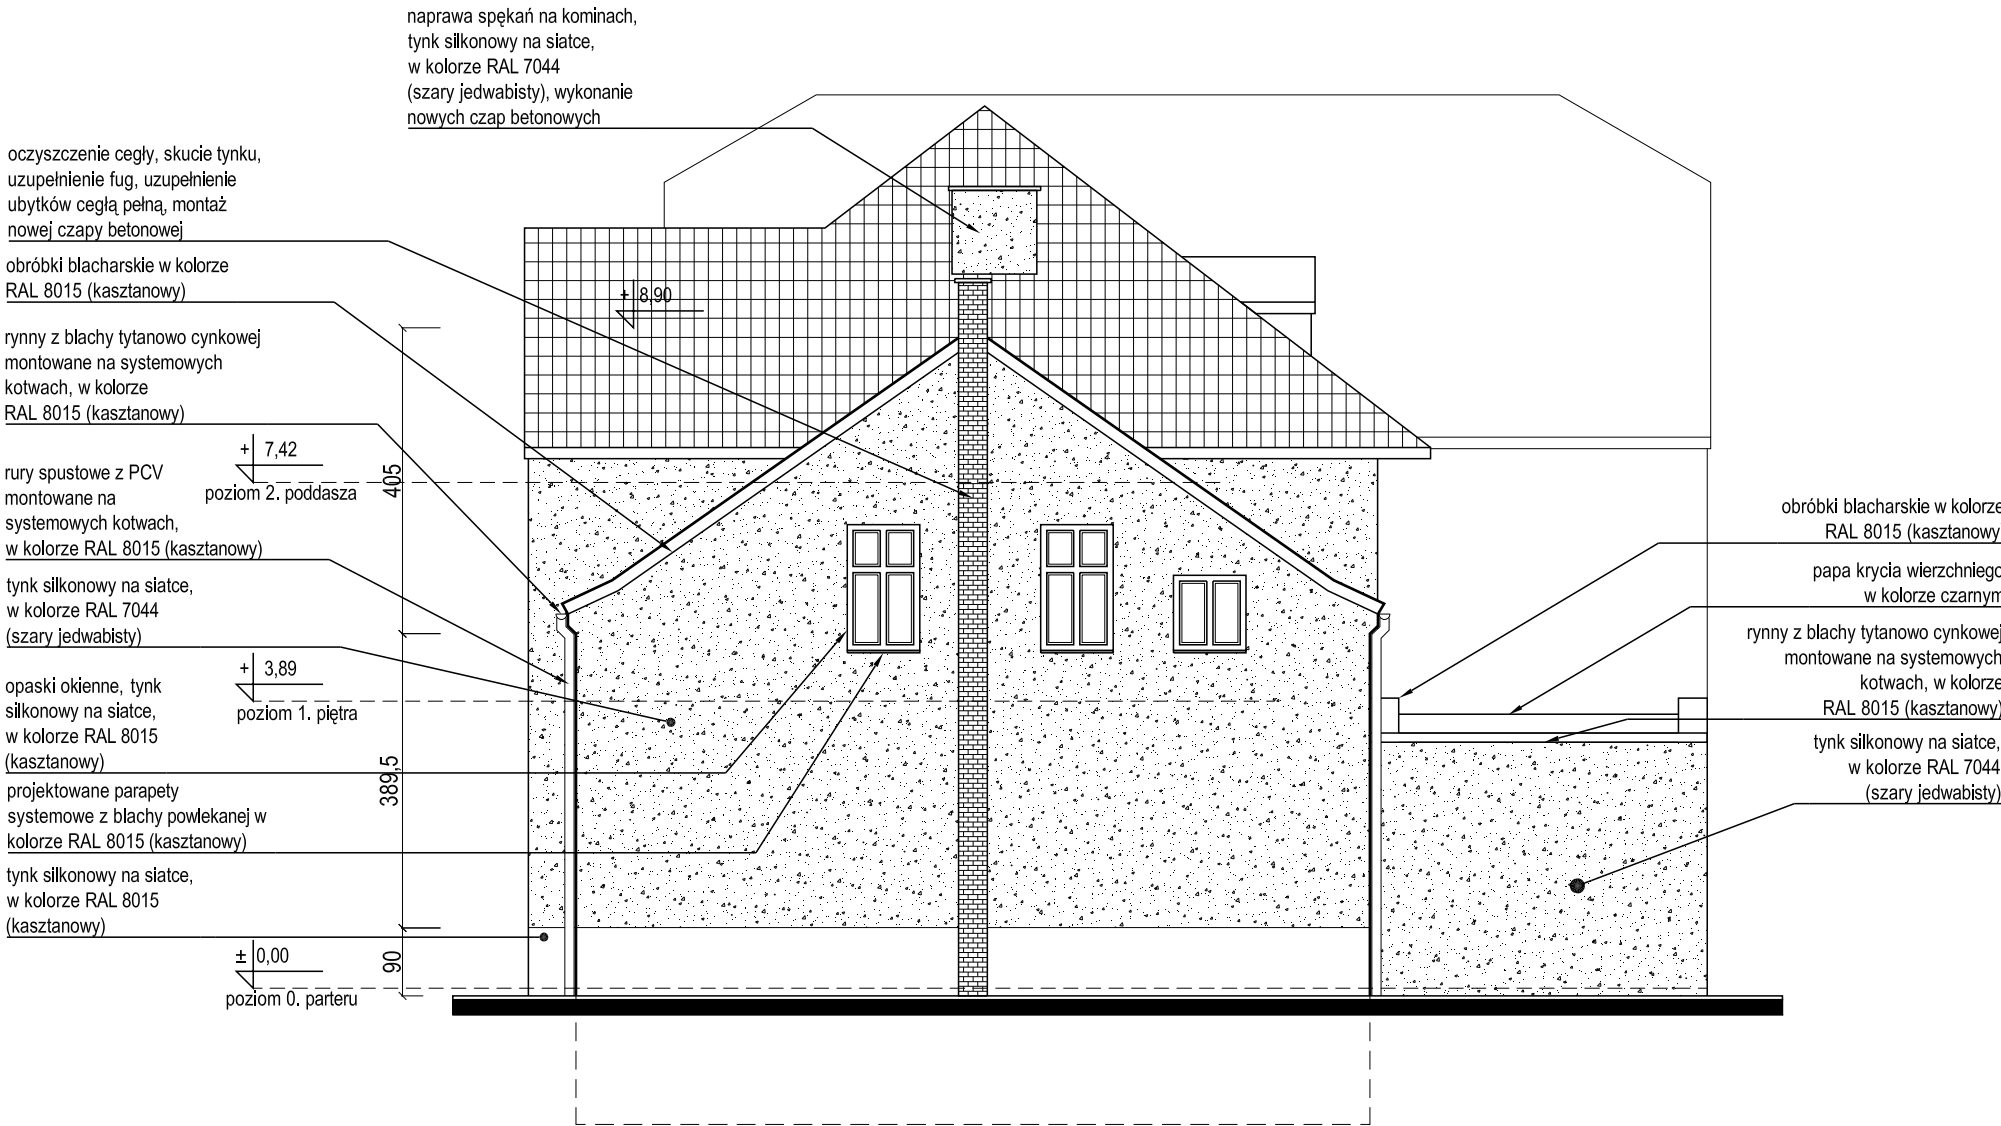 naprawa spękań na kominach,
tynk silkonowy na siatce,
w kolorze RAL 7044
(szary jedwabisty), wykonanie
nowych czap betonowych
oczyszczenie cegły, skucie tynku,
uzupełnienie fug, uzupełnienie
ubytków cegłą pełną, montaż
nowej czapy betonowej
obróbki blacharskie w kolorze
RAL 8015 (kasztanowy)
rynny z blachy tytanowo cynkowej
montowane na systemowych
kotwach, w kolorze
RAL 8015 (kasztanowy)
+ 8,90
+ 7,42
poziom 2. poddasza
405
rury spustowe z PCV
montowane na
systemowych kotwach,
w kolorze RAL 8015 (kasztanowy)
tynk silkonowy na siatce,
w kolorze RAL 7044
(szary jedwabisty)
+ 3,89
poziom 1. piętra
opaski okienne, tynk
silkonowy na siatce,
w kolorze RAL 8015
(kasztanowy)
389,5
projektowane parapety
systemowe z blachy powlekanej w
kolorze RAL 8015 (kasztanowy)
tynk silkonowy na siatce,
w kolorze RAL 8015
(kasztanowy)
90
± 0,00
poziom 0. parteru
obróbki blacharskie w kolorze
RAL 8015 (kasztanowy
papa krycia wierzchniego
w kolorze czarnym
rynny z blachy tytanowo cynkowej
montowane na systemowych
kotwach, w kolorze
RAL 8015 (kasztanowy)
tynk silkonowy na siatce,
w kolorze RAL 7044
(szary jedwabisty)